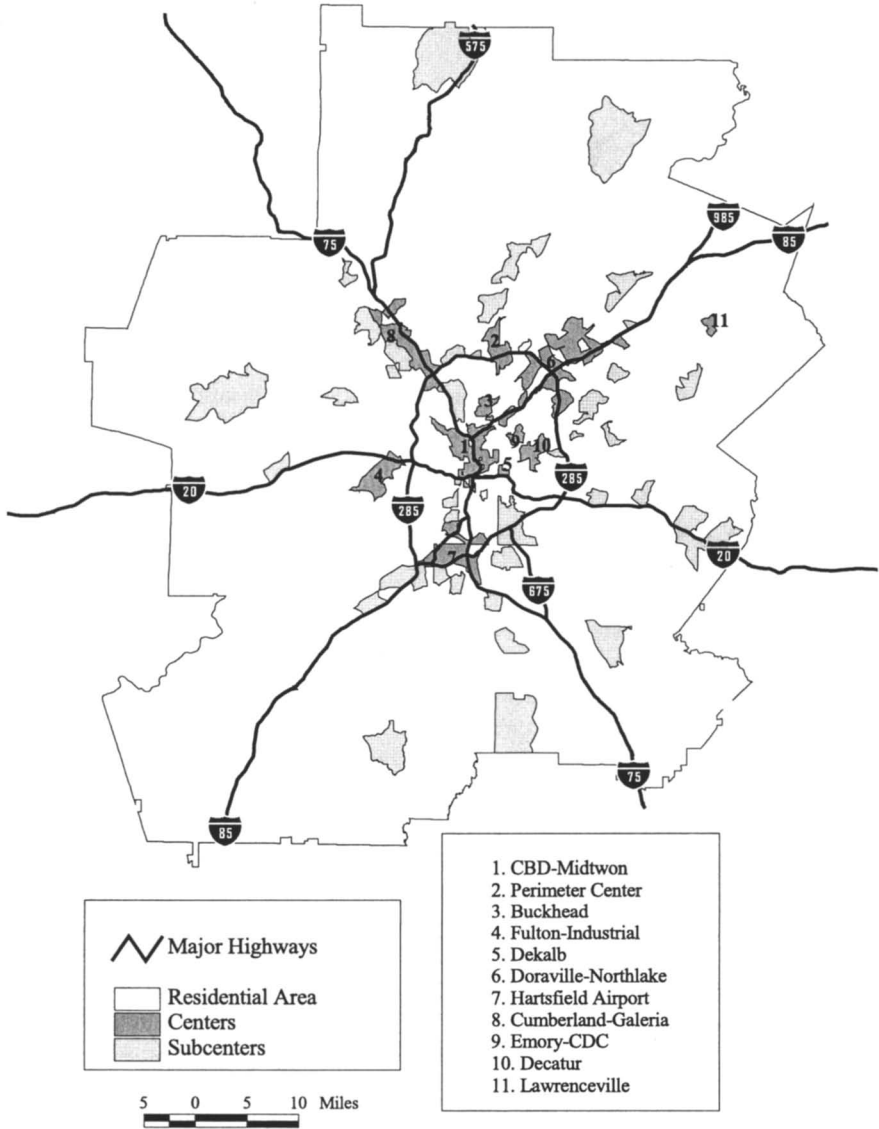 575
985
75
85
11
8
2
6
3
1
9
10
4
5
20
285
285
7
20
675
75
85
1. CBD-Midtwon
2. Perimeter Center
3. Buckhead
4. Fulton-Industrial
5. Dekalb
6. Doraville-Northlake
7. Hartsfield Airport
8. Cumberland-Galeria
9. Emory-CDC
10. Decatur
11. Lawrenceville
Major Highways
Residential Area
Centers
Subcenters
5 0 5 10 Miles